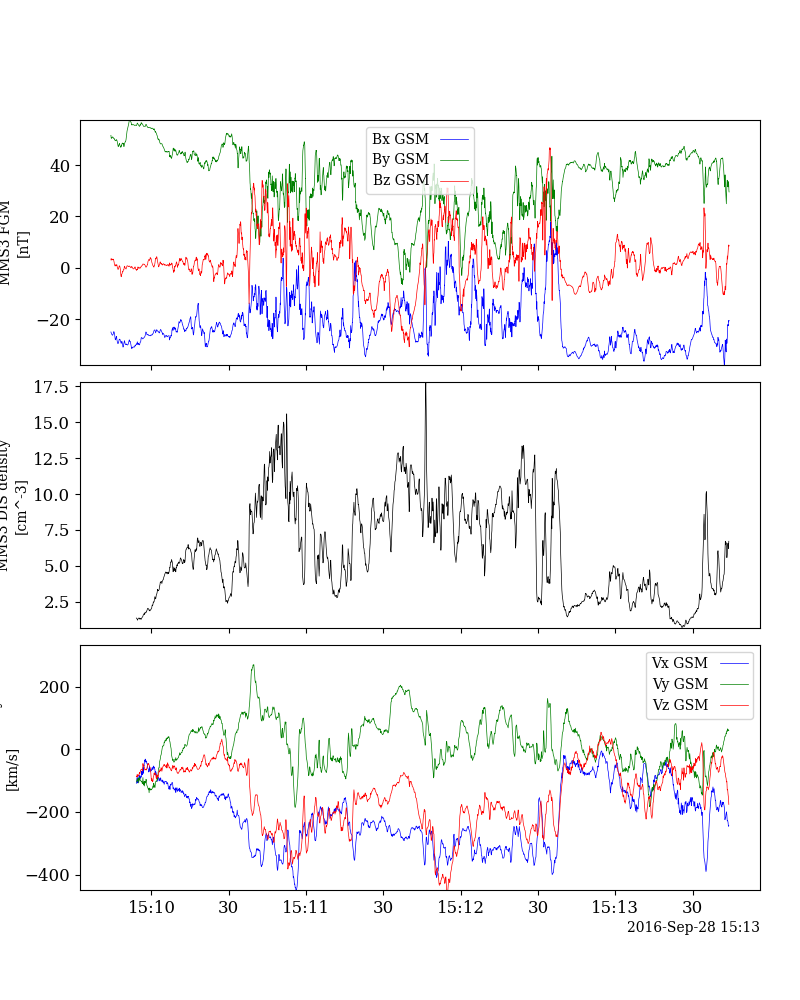 MMS3 FGM
[nT]
40
20
0
−20
Bx GSM
By GSM
Bz GSM
MMS3 DIS density
[cm^-3]
17.5
15.0
12.5
10.0
7.5
5.0
2.5
[km/s]
200
0
−200
−400
Vx GSM
Vy GSM
Vz GSM
15:10
30
15:11
30
15:12
30
15:13
30
2016-Sep-28 15:13